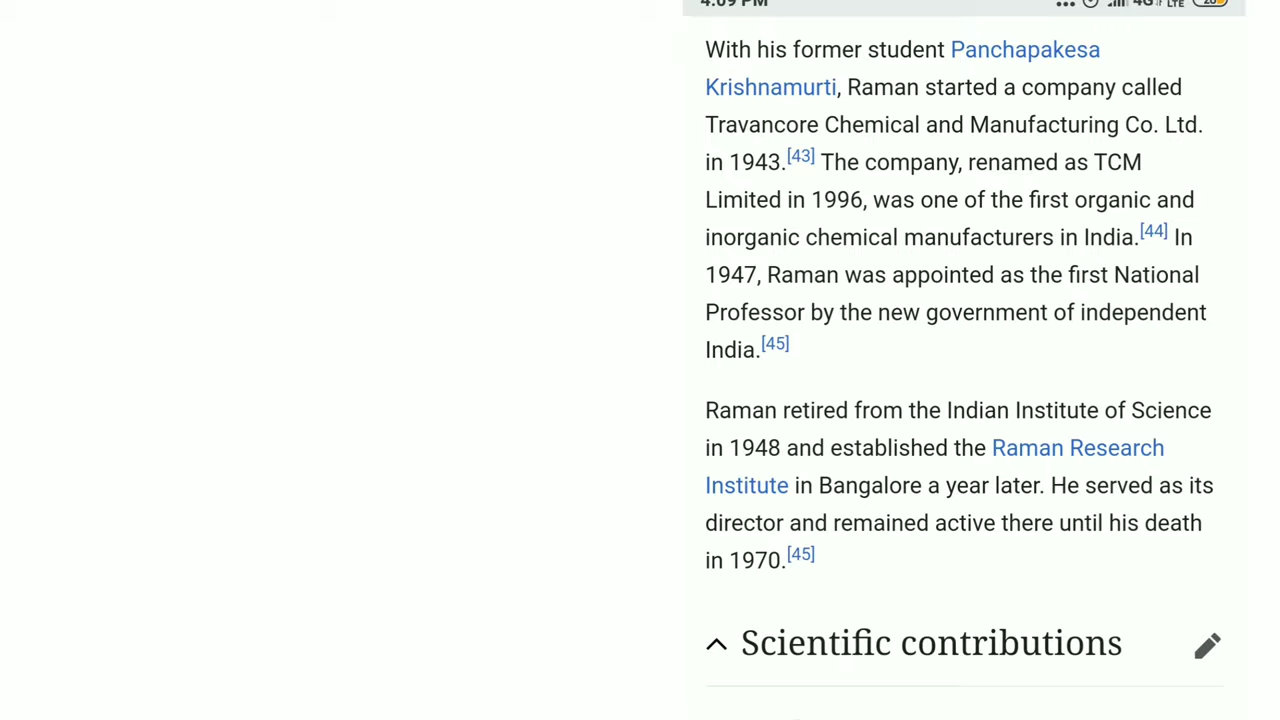 4:09 PM ... 4G LTE
With his former student Panchapakesa
Krishnamurti, Raman started a company called
Travancore Chemical and Manufacturing Co. Ltd.
in 1943.[43] The company, renamed as TCM
Limited in 1996, was one of the first organic and
inorganic chemical manufacturers in India.[44] In
1947, Raman was appointed as the first National
Professor by the new government of independent
India.[45]
Raman retired from the Indian Institute of Science
in 1948 and established the Raman Research
Institute in Bangalore a year later. He served as its
director and remained active there until his death
in 1970.[45]
Scientific contributions